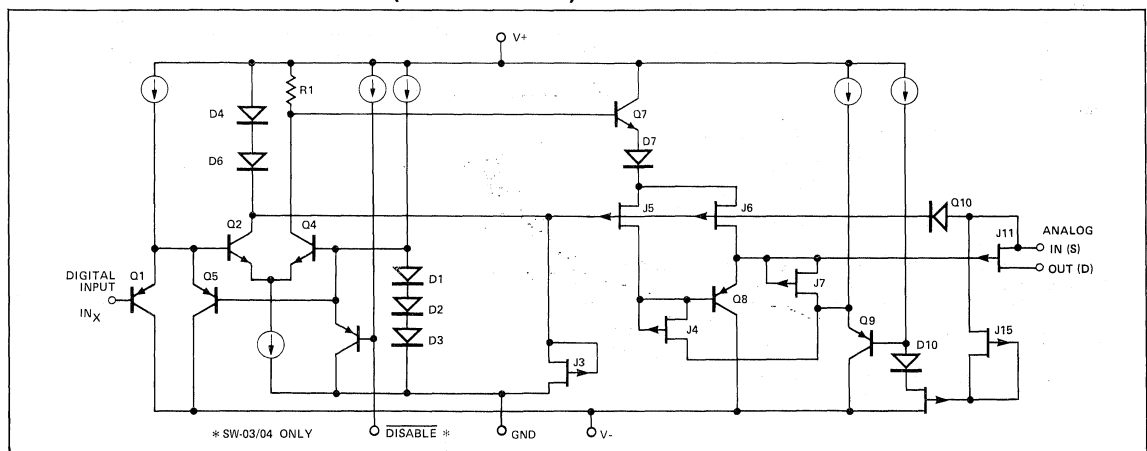 V+
R1
D4
D6
Q7
D7
Q2
Q4
J5
J6
Q10
J11
ANALOG
IN (S)
OUT (D)
DIGITAL
INPUT
INX
Q1
Q5
D1
D2
D3
J7
Q8
J4
Q9
D10
J15
J3
* SW-03/04 ONLY
DISABLE *
GND
V-